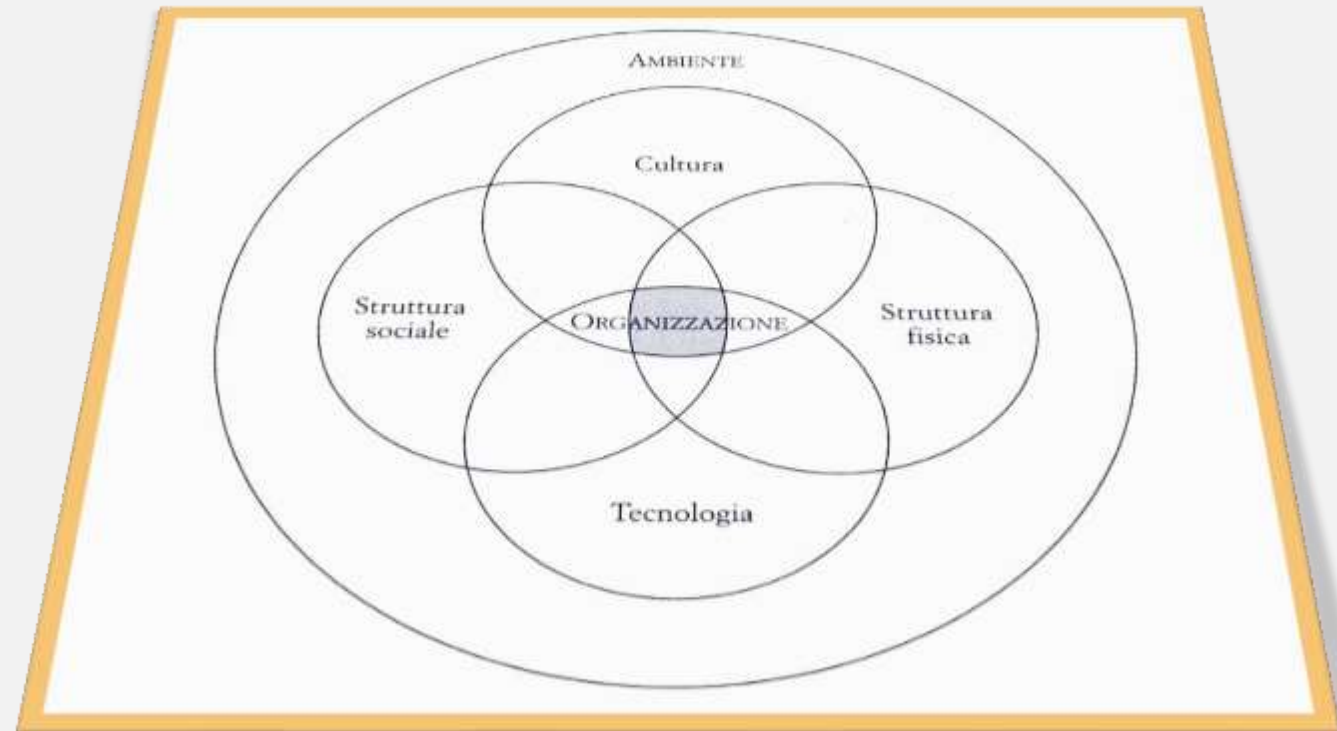 AMBIENTE
Cultura
Struttura
sociale
ORGANIZZAZIONE
Struttura
fisica
Tecnologia